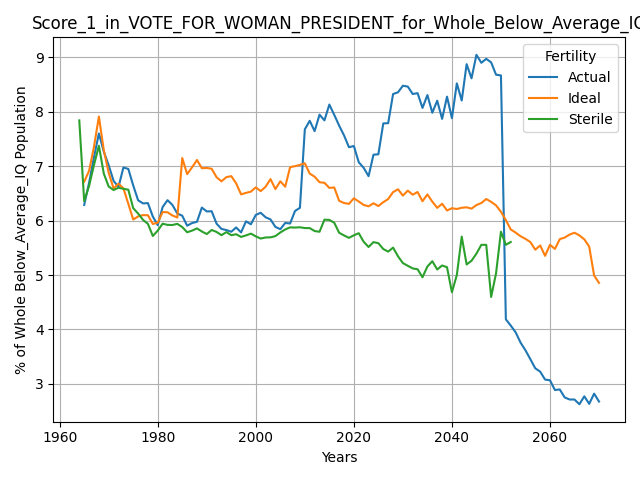 Score_1_in_VOTE_FOR_WOMAN_PRESIDENT_for_Whole_Below_Average_IQ
Fertility
Actual
Ideal
Sterile
% of Whole Below_Average_IQ Population
9
8
7
6
5
4
3
1960
1980
2000
2020
2040
2060
Years